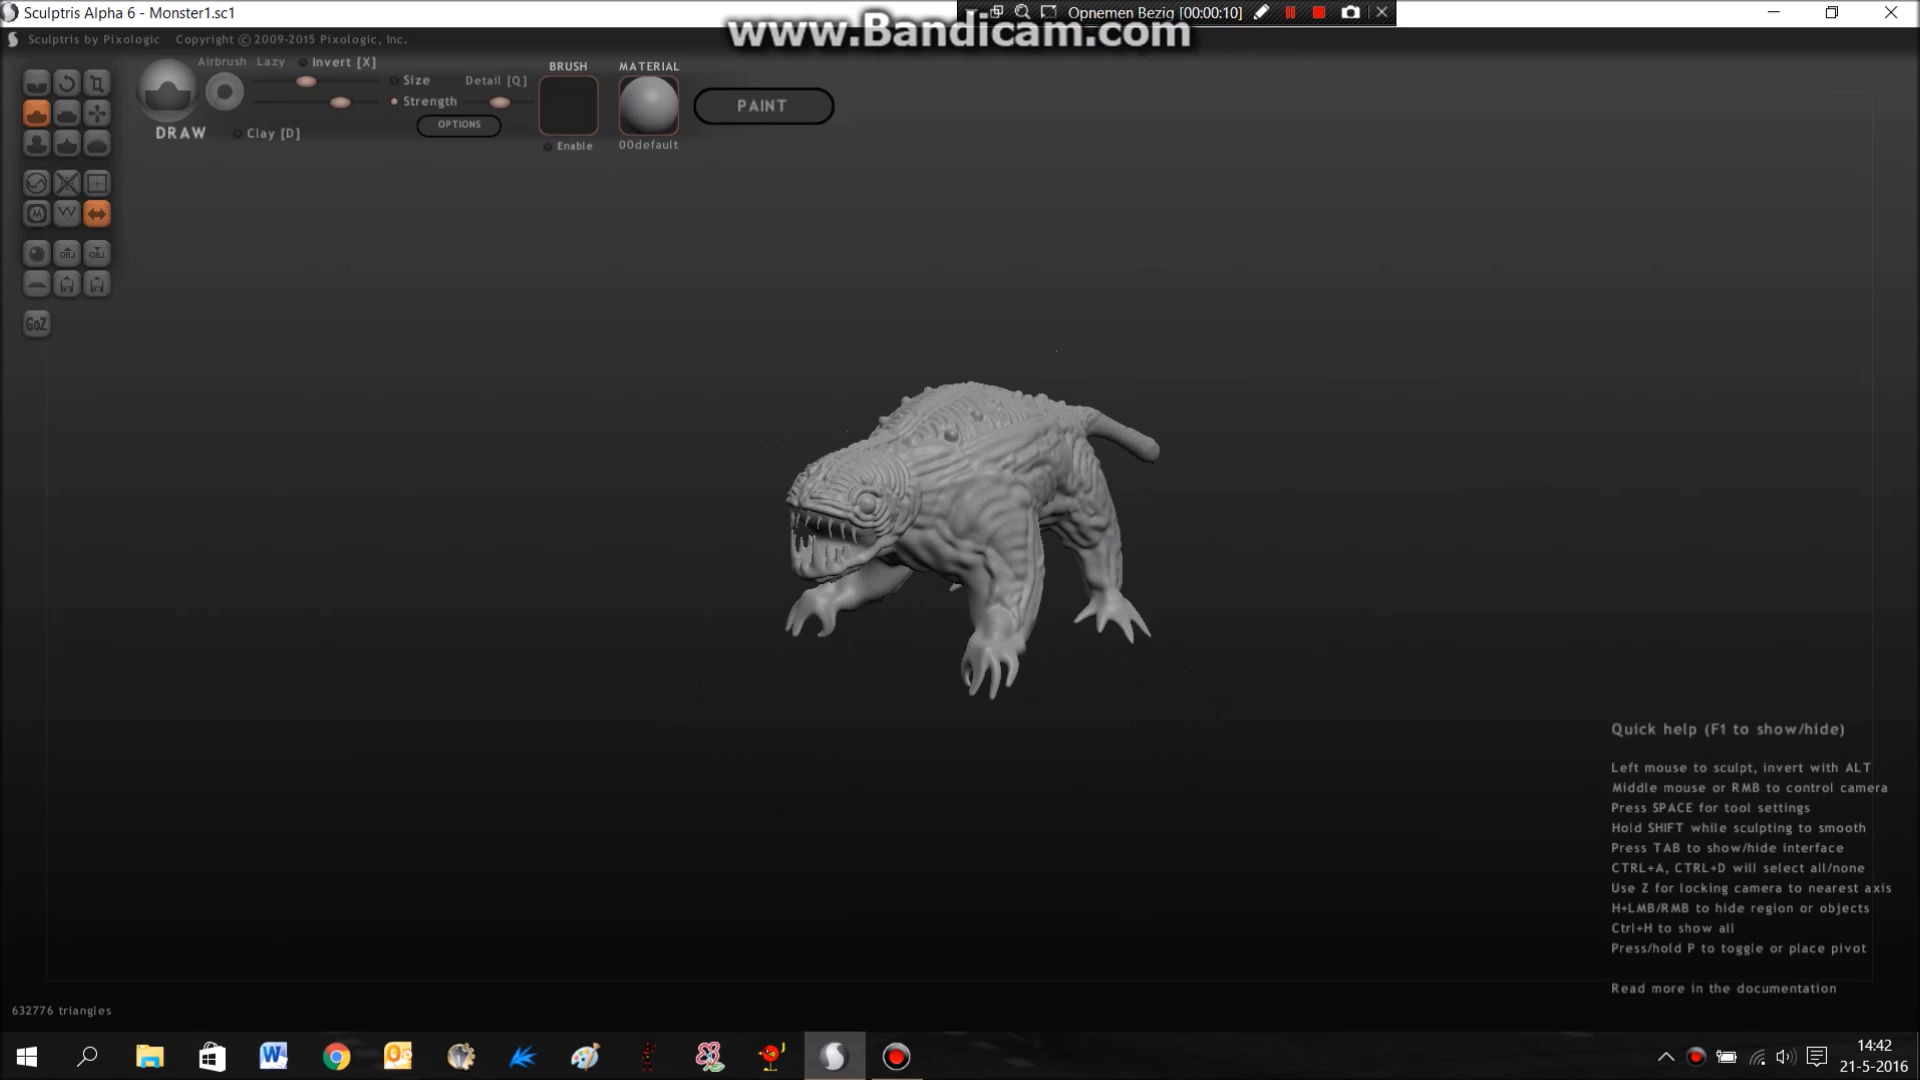 Sculptris Alpha 6 - Monster1.sc1
Opnemen Bezig [00:00:10]
www.Bandicam.com
Sculptris by Pixologic Copyright © 2009-2015 Pixologic, Inc.
Airbrush Lazy Invert [X]
BRUSH MATERIAL
Size Detail [Q]
Strength
PAINT
OPTIONS
DRAW Clay [D]
Enable 00default
OBJ OBJ
GoZ
Quick help (F1 to show/hide)
Left mouse to sculpt, invert with ALT
Middle mouse or RMB to control camera
Press SPACE for tool settings
Hold SHIFT while sculpting to smooth
Press TAB to show/hide interface
CTRL+A, CTRL+D will select all/none
Use Z for locking camera to nearest axis
H+LMB/RMB to hide region or objects
Ctrl+H to show all
Press/hold P to toggle or place pivot
Read more in the documentation
632776 triangles
14:42
21-5-2016